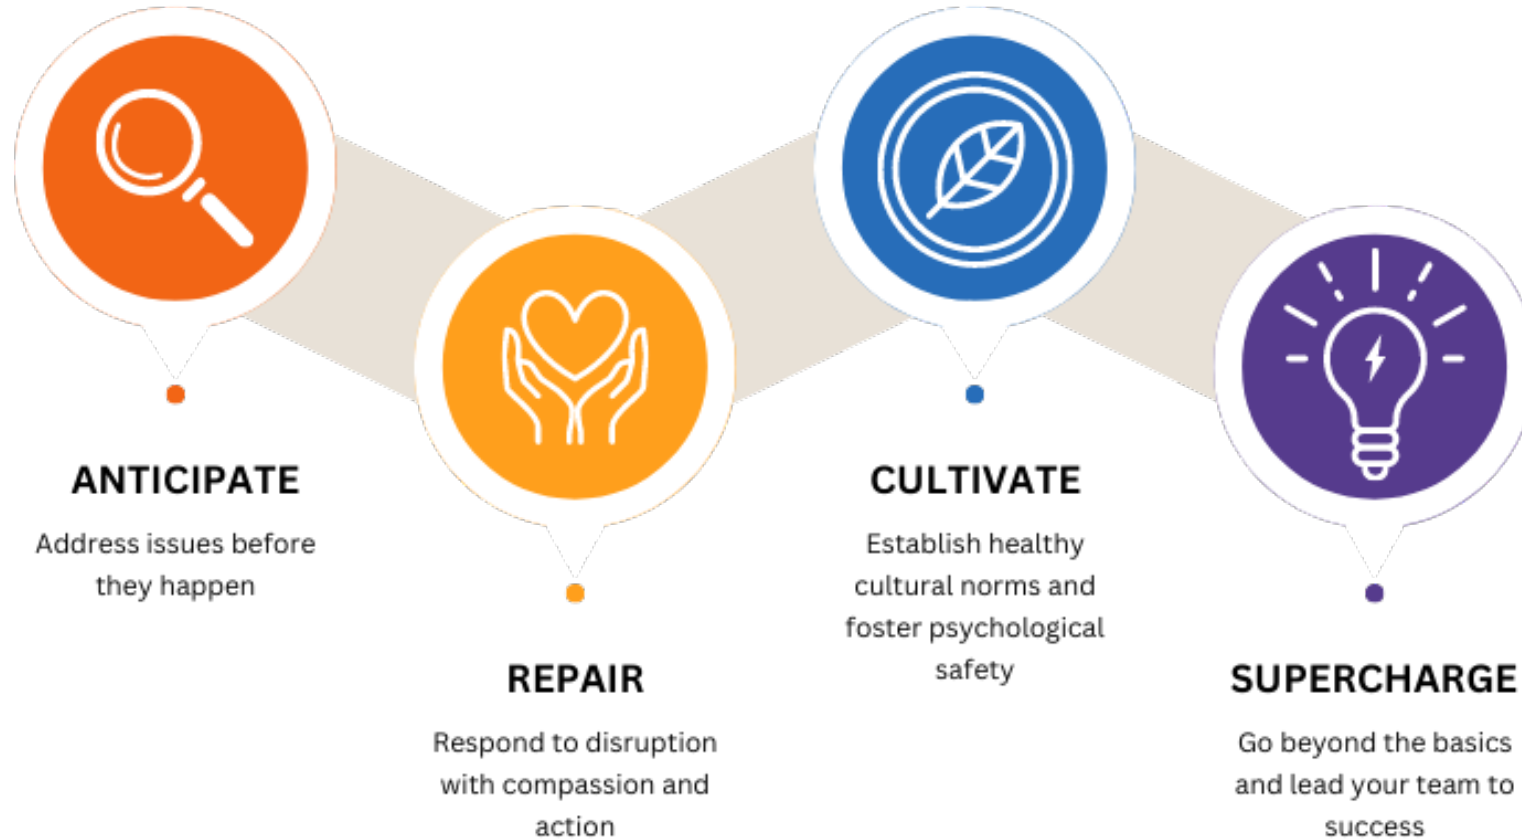 ANTICIPATE
Address issues before
they happen
REPAIR
Respond to disruption
with compassion and
action
CULTIVATE
Establish healthy
cultural norms and
foster psychological
safety
SUPERCHARGE
Go beyond the basics
and lead your team to
success